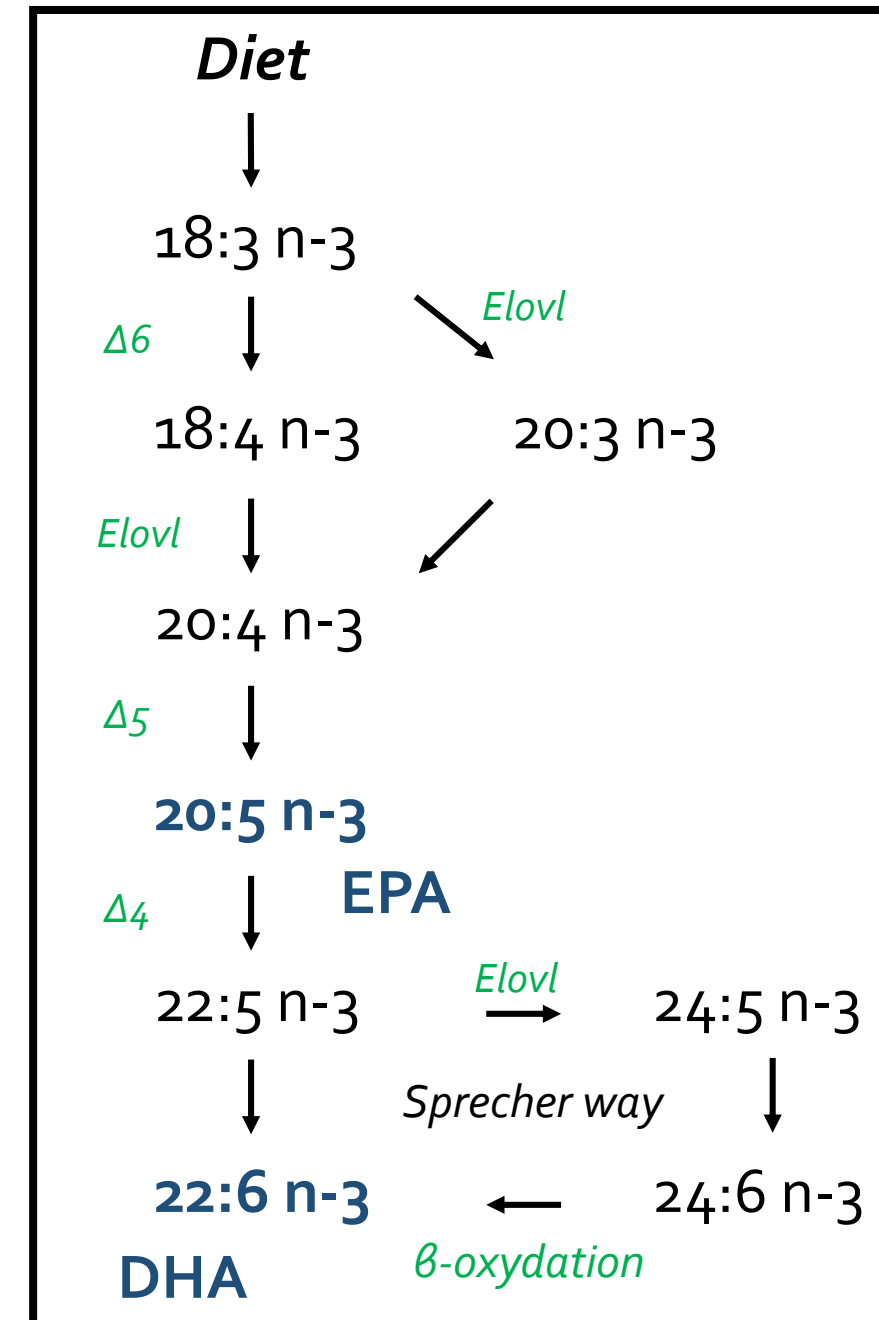 Diet
18:3 n-3
Elovl
Δ6
18:4 n-3 20:3 n-3
Elovl
20:4 n-3
Δ5
20:5 n-3
EPA
Δ4
Elovl
22:5 n-3 24:5 n-3
Sprecher way
22:6 n-3 24:6 n-3
β-oxydation
DHA